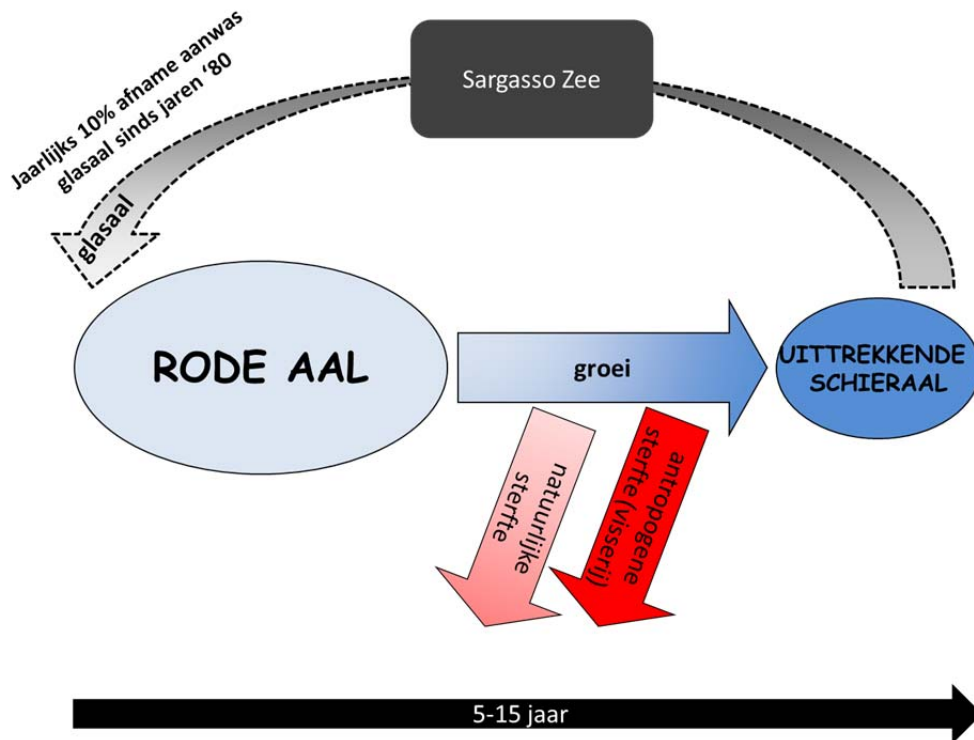 Sargasso Zee
Jaarlijks 10% afname aanwas
glasaal sinds jaren ‘80
glasaal
RODE AAL
groei
UITTREKKENDE
SCHIERAAL
natuurlijke
sterfte
antropogene
sterfte (visserij)
5-15 jaar